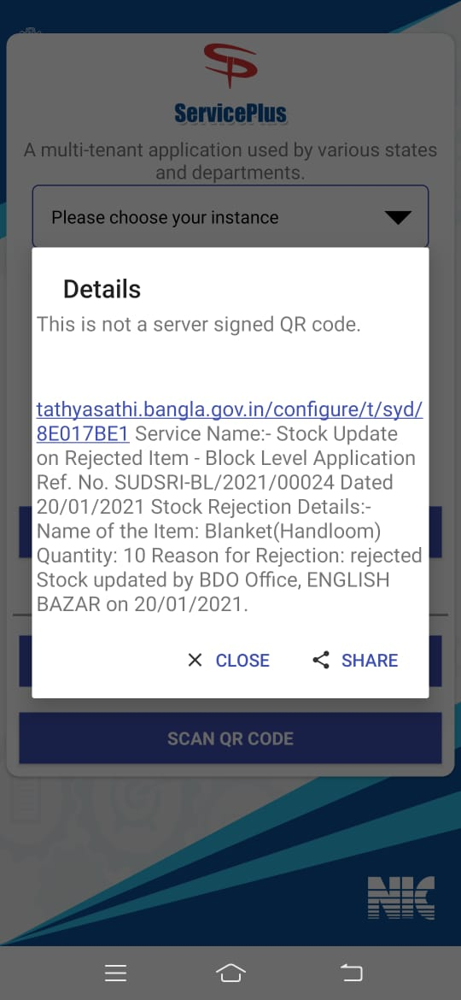 ServicePlus
A multi-tenant application used by various states
and departments.
Please choose your instance
Details
This is not a server signed QR code.
tathyasathi.bangla.gov.in/configure/t/syd/
8E017BE1 Service Name:- Stock Update
on Rejected Item - Block Level Application
Ref. No. SUDSRI-BL/2021/00024 Dated
20/01/2021 Stock Rejection Details:-
Name of the Item: Blanket(Handloom)
Quantity: 10 Reason for Rejection: rejected
Stock updated by BDO Office, ENGLISH
BAZAR on 20/01/2021.
CLOSE SHARE
SCAN QR CODE
NIC